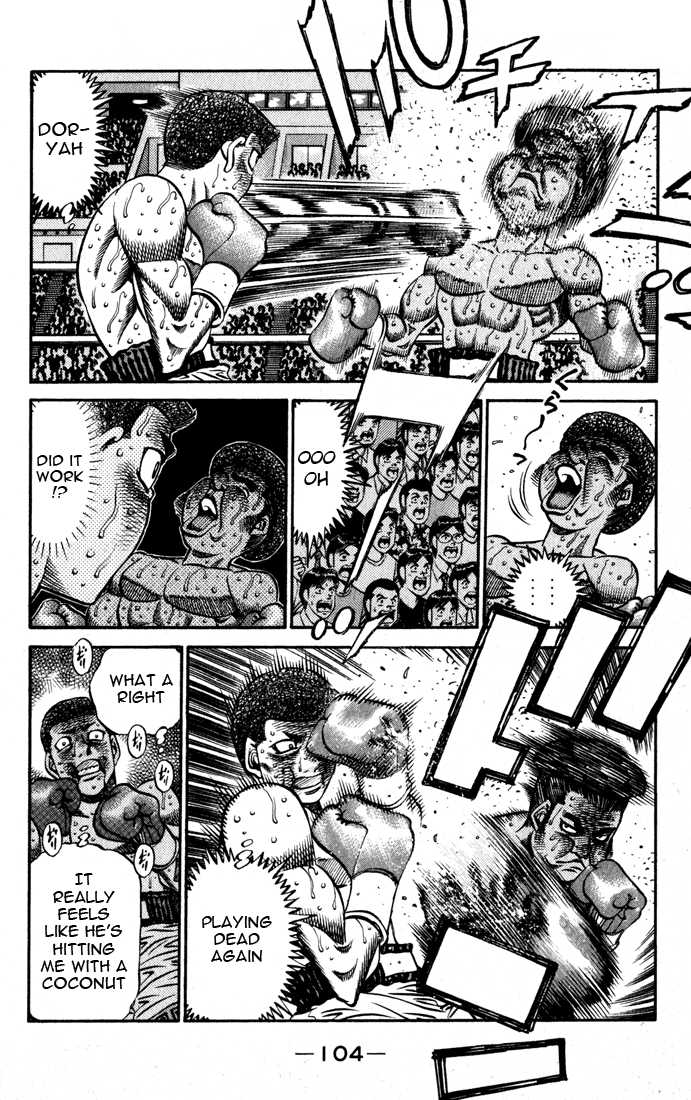 DOR-
YAH
DID IT
WORK
!?
OOO
OH
......
WHAT A
RIGHT
IT
REALLY
FEELS
LIKE HE'S
HITTING
ME WITH A
COCONUT
PLAYING
DEAD
AGAIN
—104—